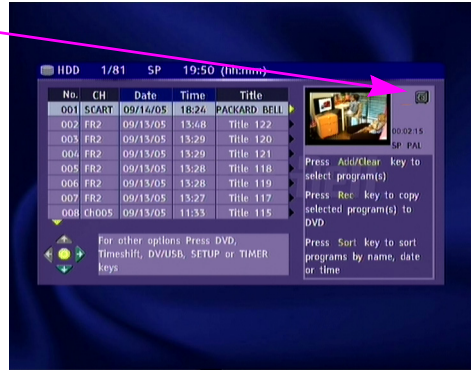 HDD 1/81 SP 19:50 (hh:mm)
No. CH Date Time Title
001 SCART 09/14/05 18:24 PACKARD BELL
002 FR2 09/13/05 13:48 Title 122
003 FR2 09/13/05 13:29 Title 120
004 FR2 09/13/05 13:29 Title 121
005 FR2 09/13/05 13:28 Title 118
006 FR2 09/13/05 13:28 Title 119
007 FR2 09/13/05 13:27 Title 117
008 Ch005 09/13/05 11:33 Title 115
For other options Press DVD,
Timeshift, DV/USB, SETUP or TIMER
keys
00:02:15
SP PAL
Press Add/Clear key to
select program(s)
Press Rec key to copy
selected program(s) to
DVD
Press Sort key to sort
programs by name, date
or time